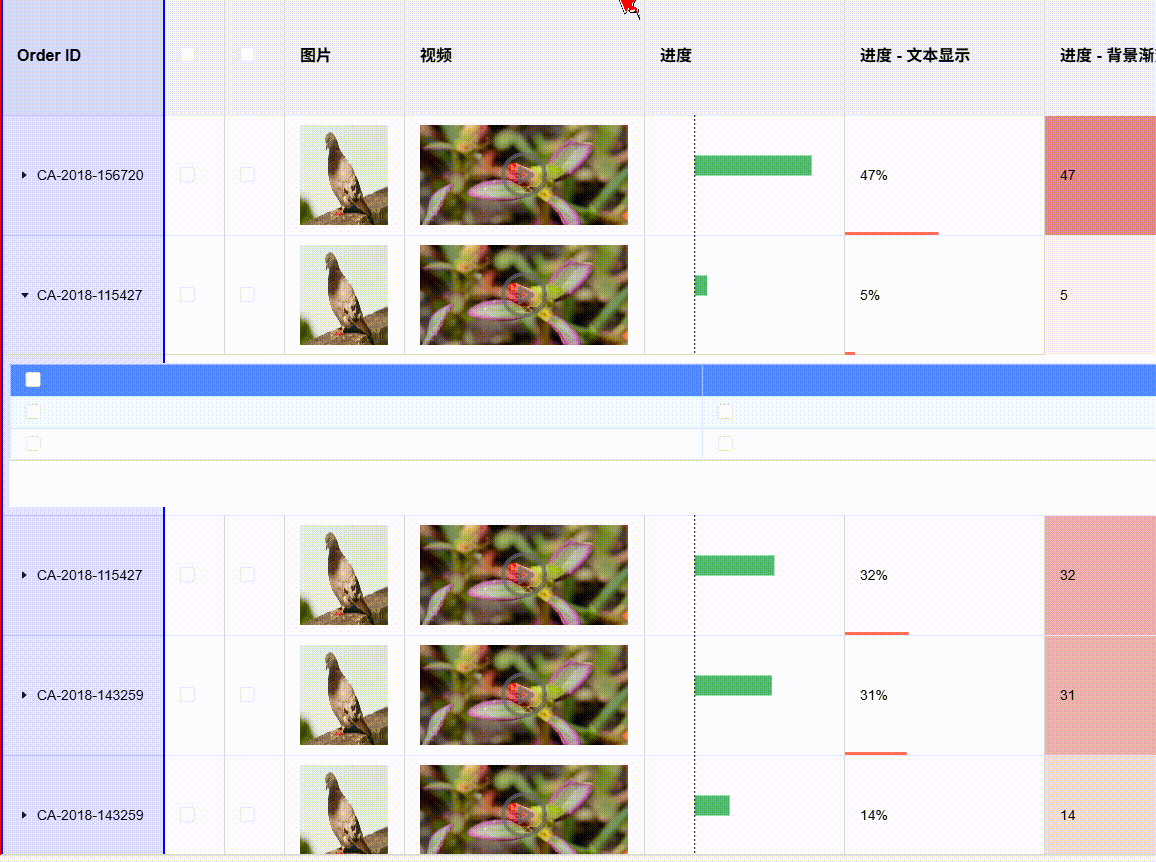 Order ID 图片 视频 进度 进度 - 文本显示 进度 - 背景渐
CA-2018-156720 47% 47
CA-2018-115427 5% 5
CA-2018-115427 32% 32
CA-2018-143259 31% 31
CA-2018-143259 14% 14